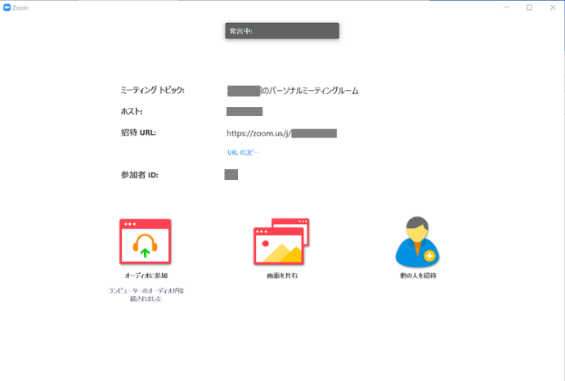 Zoom
発言中:
ミーティング トピック: のパーソナルミーティングルーム
ホスト:
招待 URL: https://zoom.us/j/
URL のコピー
参加者 ID:
オーディオに参加 画面を共有 他の人を招待
コンピューターのオーディオが接
続されました